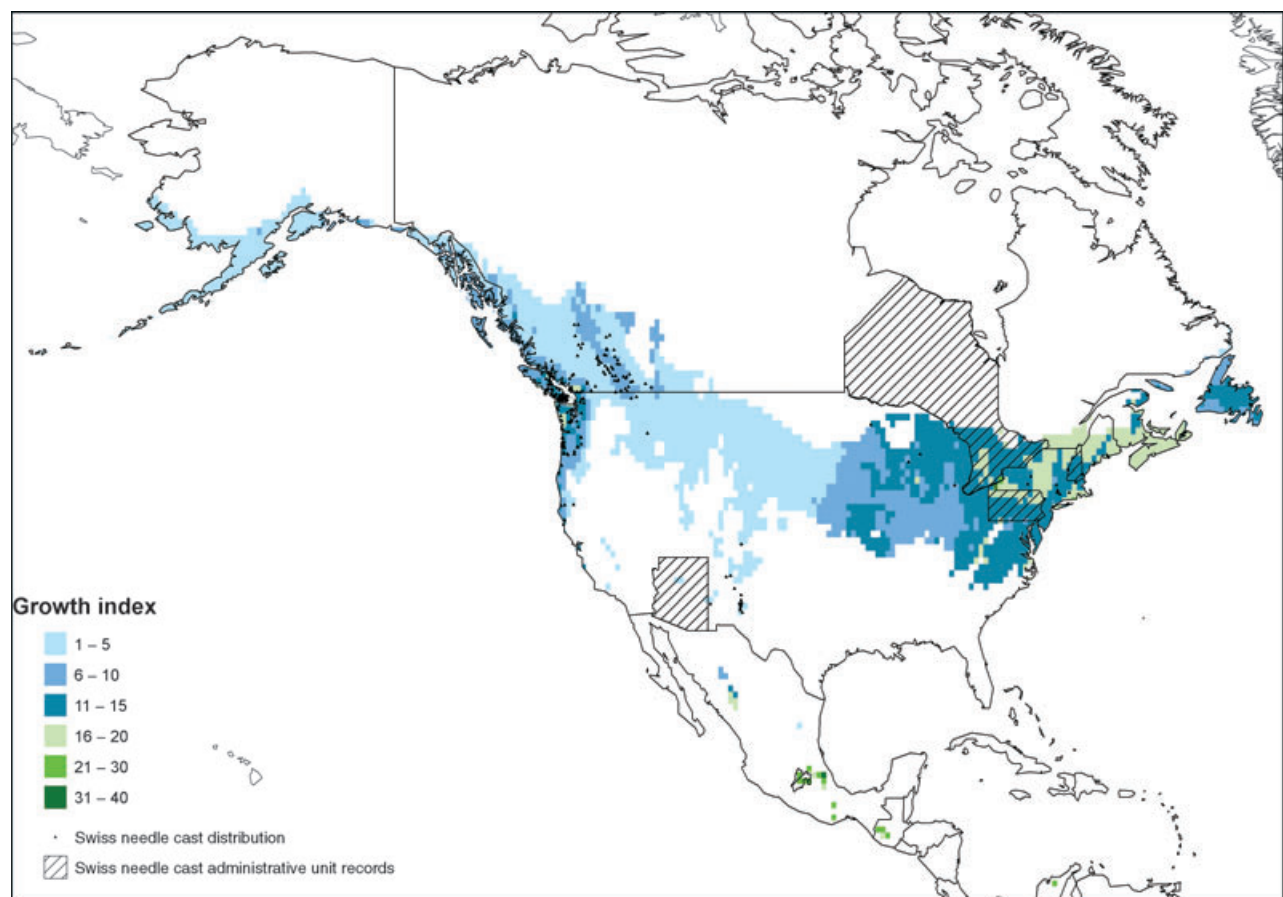 Growth index
1 – 5
6 – 10
11 – 15
16 – 20
21 – 30
31 – 40
Swiss needle cast distribution
Swiss needle cast administrative unit records